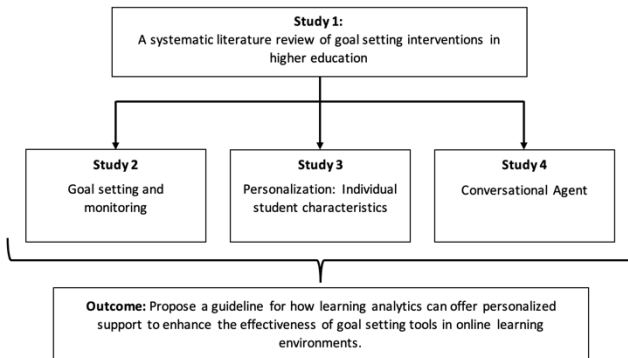 Study 1:
A systematic literature review of goal setting interventions in
higher education
Study 2
Goal setting and
monitoring
Study 3
Personalization: Individual
student characteristics
Study 4
Conversational Agent
Outcome: Propose a guideline for how learning analytics can offer personalized
support to enhance the effectiveness of goal setting tools in online learning
environments.